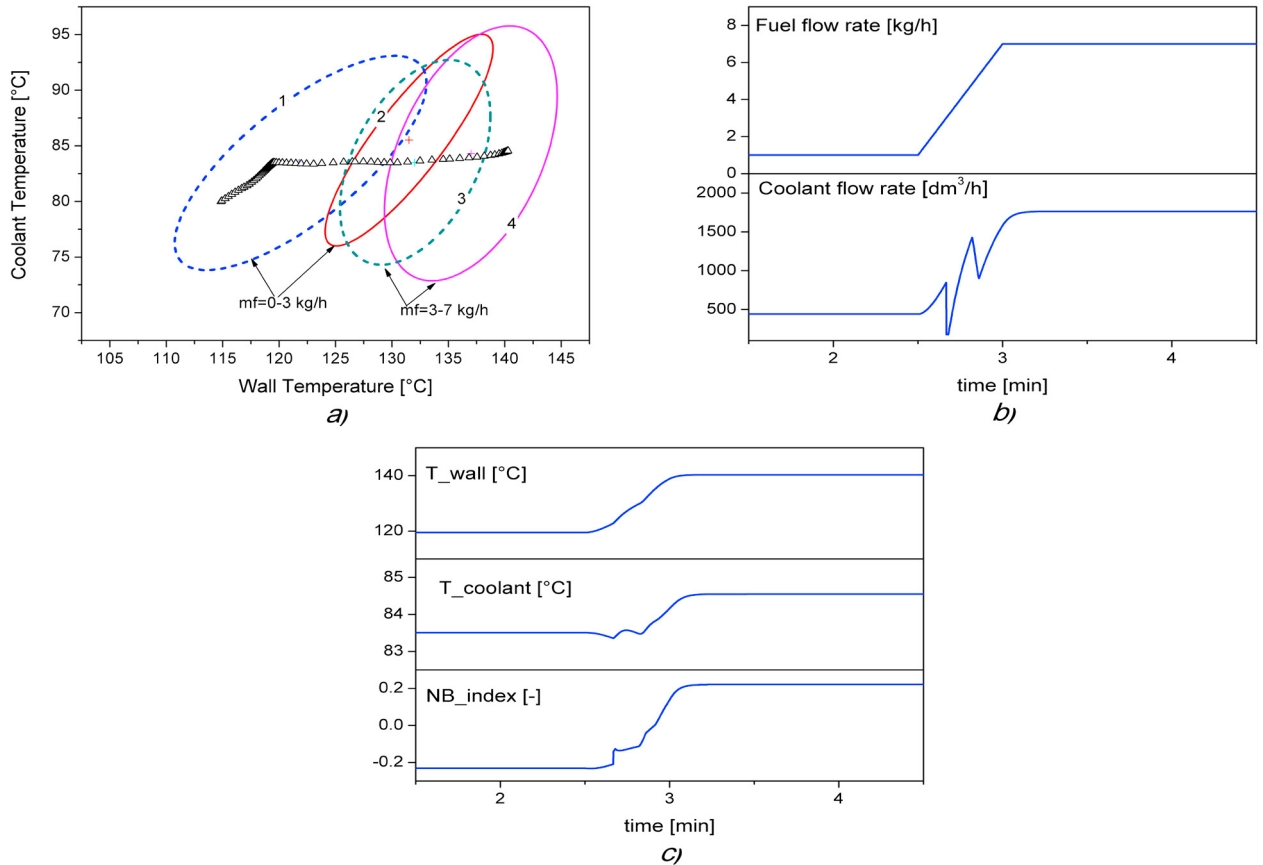 95
90
85
80
75
70
Coolant Temperature [°C]
1
2
3
4
mf=0-3 kg/h
mf=3-7 kg/h
105 110 115 120 125 130 135 140 145
Wall Temperature [°C]
a)
Fuel flow rate [kg/h]
8
6
4
2
0
Coolant flow rate [dm³/h]
2000
1500
1000
500
2 3 4
time [min]
b)
T_wall [°C]
140
120
T_coolant [°C]
85
84
83
NB_index [-]
0.2
0.0
-0.2
2 3 4
time [min]
c)